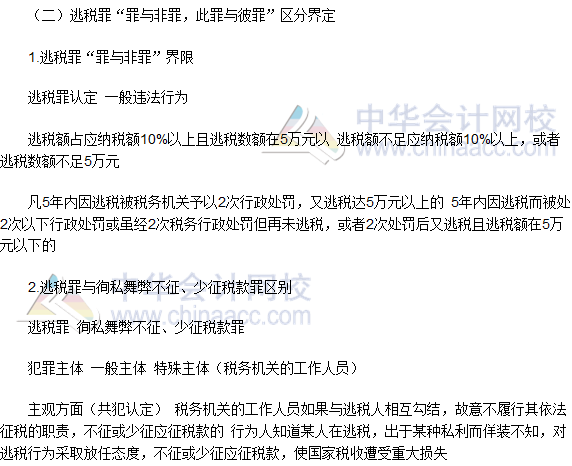 （二）逃税罪“罪与非罪，此罪与彼罪”区分界定
1.逃税罪“罪与非罪”界限
逃税罪认定 一般违法行为
逃税额占应纳税额10%以上且逃税数额在5万元以 逃税额不足应纳税额10%以上，或者
逃税数额不足5万元
凡5年内因逃税被税务机关予以2次行政处罚，又逃税达5万元以上的 5年内因逃税而被处
2次以下行政处罚或虽经2次税务行政处罚但再未逃税，或者2次处罚后又逃税且逃税额在5万
元以下的
2.逃税罪与徇私舞弊不征、少征税款罪区别
逃税罪 徇私舞弊不征、少征税款罪
犯罪主体 一般主体 特殊主体（税务机关的工作人员）
主观方面（共犯认定） 税务机关的工作人员如果与逃税人相互勾结，故意不履行其依法
征税的职责，不征或少征应征税款的 行为人知道某人在逃税，出于某种私利而佯装不知，对
逃税行为采取放任态度，不征或少征应征税款，使国家税收遭受重大损失
中华会计网校
www.chinaacc.com
中华会计网校
www.chinaacc.com